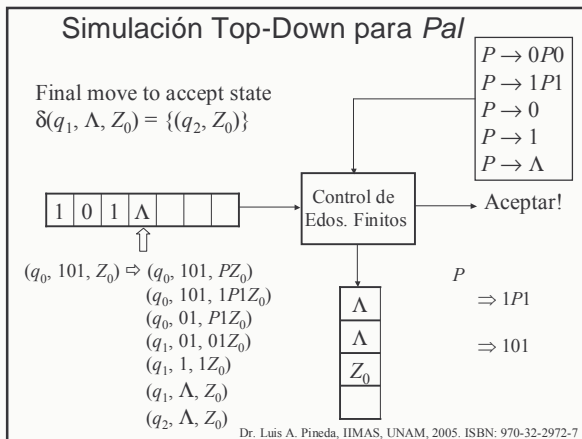 Simulación Top-Down para Pal
Final move to accept state
δ(q₁, Λ, Z₀) = {(q₂, Z₀)}
P → 0P0
P → 1P1
P → 0
P → 1
P → Λ
1 0 1 Λ
Control de
Edos. Finitos
Aceptar!
(q₀, 101, Z₀) ⇨ (q₀, 101, PZ₀)
(q₀, 101, 1P1Z₀)
(q₀, 01, P1Z₀)
(q₁, 01, 01Z₀)
(q₁, 1, 1Z₀)
(q₁, Λ, Z₀)
(q₂, Λ, Z₀)
Λ
Λ
Z₀
P
⇒ 1P1
⇒ 101
Dr. Luis A. Pineda, IIMAS, UNAM, 2005. ISBN: 970-32-2972-7